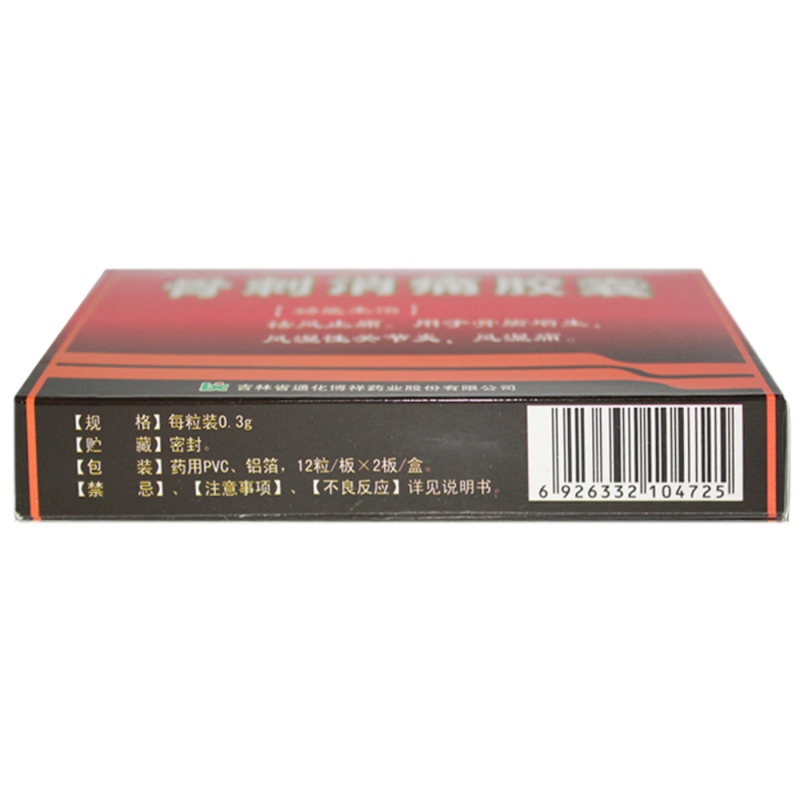 骨刺消痛胶囊
[功能主治]
祛风止痛。用于骨质增生，
风湿性关节炎，风湿痛。
吉林省通化博祥药业股份有限公司
【规 格】每粒装0.3g
【贮 藏】密封。
【包 装】药用PVC、铝箔，12粒/板×2板/盒。
【禁 忌】、【注意事项】、【不良反应】详见说明书。
6 926332 104725